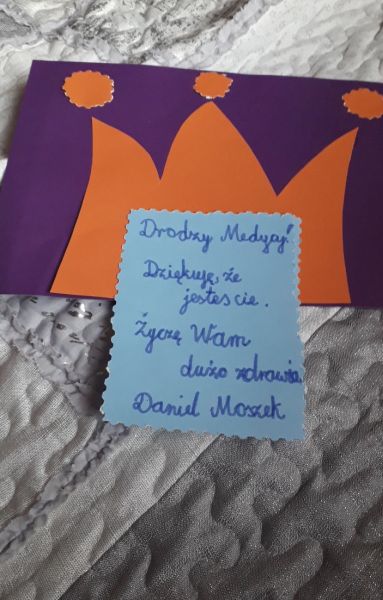 Drodzy Medycy!
Dziękuję, że
jesteście.
Życzę Wam
dużo zdrowia
Daniel Moszek